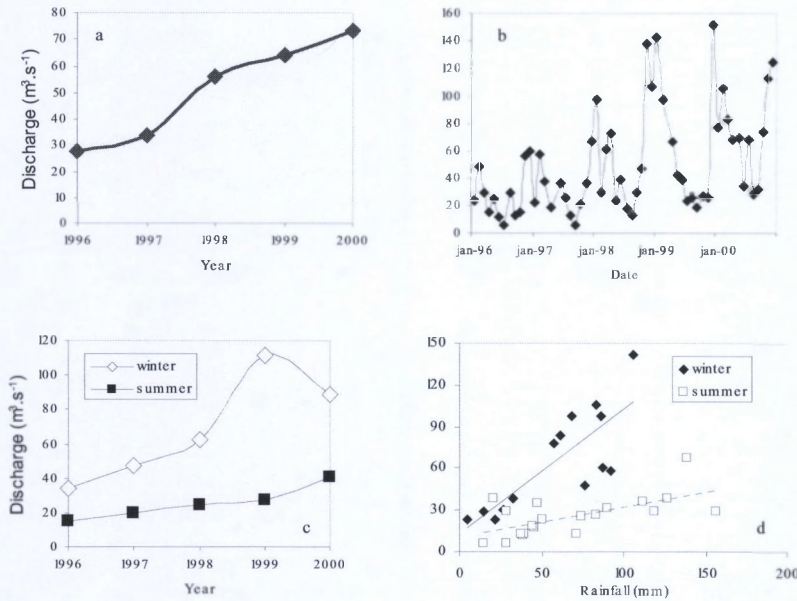 a
80
70
60
50
40
30
20
10
0
Discharge (m³.s⁻¹)
1996 1997 1998 1999 2000
Year
b
160
140
120
100
80
60
40
20
0
jan-96 jan-97 jan-98 jan-99 jan-00
Date
120
100
80
60
40
20
0
Discharge (m³.s⁻¹)
winter
summer
c
1996 1997 1998 1999 2000
Year
150
120
90
60
30
0
winter
summer
d
0 50 100 150 200
Rainfall (mm)